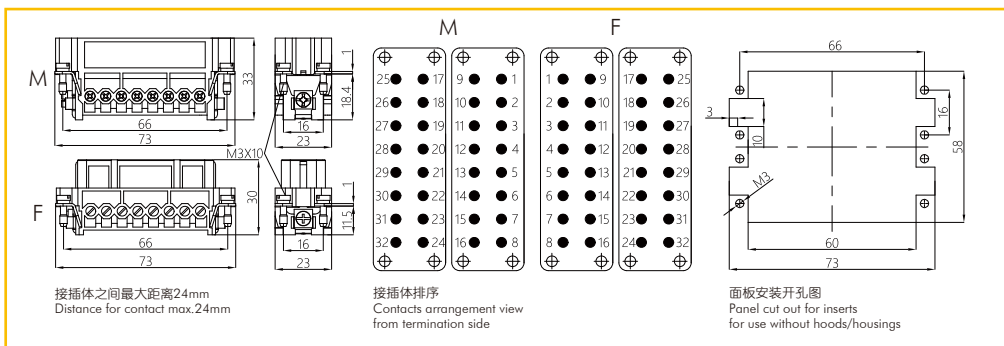 M
33
1
18.4
66
73
16
23
M3X10
F
30
1
11.5
66
73
16
23
接插体之间最大距离24mm
Distance for contact max.24mm
M F
25 17 9 1 1 9 17 25
26 18 10 2 2 10 18 26
27 19 11 3 3 11 19 27
28 20 12 4 4 12 20 28
29 21 13 5 5 13 21 29
30 22 14 6 6 14 22 30
31 23 15 7 7 15 23 31
32 24 16 8 8 16 24 32
接插体排序
Contacts arrangement view
from termination side
66
3
10
16
58
M3
60
73
面板安装开孔图
Panel cut out for inserts
for use without hoods/housings